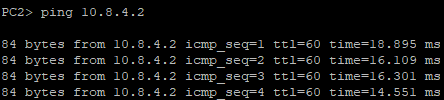 PC2> ping 10.8.4.2
84 bytes from 10.8.4.2 icmp_seq=1 ttl=60 time=18.895 ms
84 bytes from 10.8.4.2 icmp_seq=2 ttl=60 time=16.109 ms
84 bytes from 10.8.4.2 icmp_seq=3 ttl=60 time=16.301 ms
84 bytes from 10.8.4.2 icmp_seq=4 ttl=60 time=14.551 ms